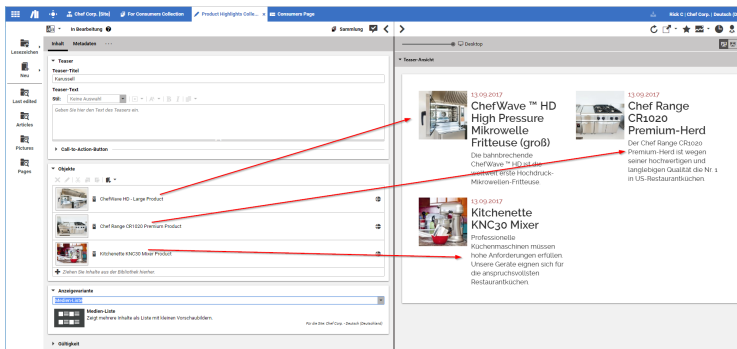 Chef Corp. (Site)
For Consumers Collection
Product Highlights Colle... ×
Consumers Page
Rick C | Chef Corp. | Deutsch (D
In Bearbeitung
Sammlung
Lesezeichen
Neu
Last edited
Articles
Pictures
Pages
Inhalt Metadaten ...
Teaser
Teaser-Titel
Karussell
Teaser-Text
Stil: Keine Auswahl
Geben Sie hier den Text des Teasers ein.
Call-to-Action-Button
Objekte
ChefWave HD - Large Product
Chef Range CR1020 Premium Product
Kitchenette KNC30 Mixer Product
Ziehen Sie Inhalte aus der Bibliothek hierher.
Anzeigevariante
Medien-Liste
Medien-Liste
Zeigt mehrere Inhalte als Liste mit kleinen Vorschaubildern.
Für die Site: Chef Corp. - Deutsch (Deutschland)
Gültigkeit
Desktop
Teaser-Ansicht
13.09.2017
ChefWave ™ HD
High Pressure
Mikrowelle
Fritteuse (groß)
Die bahnbrechende
ChefWave ™ HD ist die
weltweit erste Hochdruck-
Mikrowellen-Fritteuse.
13.09.2017
Chef Range
CR1020
Premium-Herd
Der Chef Range CR1020
Premium-Herd ist wegen
seiner hochwertigen und
langlebigen Qualität die Nr. 1
in US-Restaurantküchen.
13.09.2017
Kitchenette
KNC30 Mixer
Professionelle
Küchenmaschinen müssen
hohe Anforderungen erfüllen.
Unsere Geräte eignen sich für
die anspruchsvollsten
Restaurantküchen.